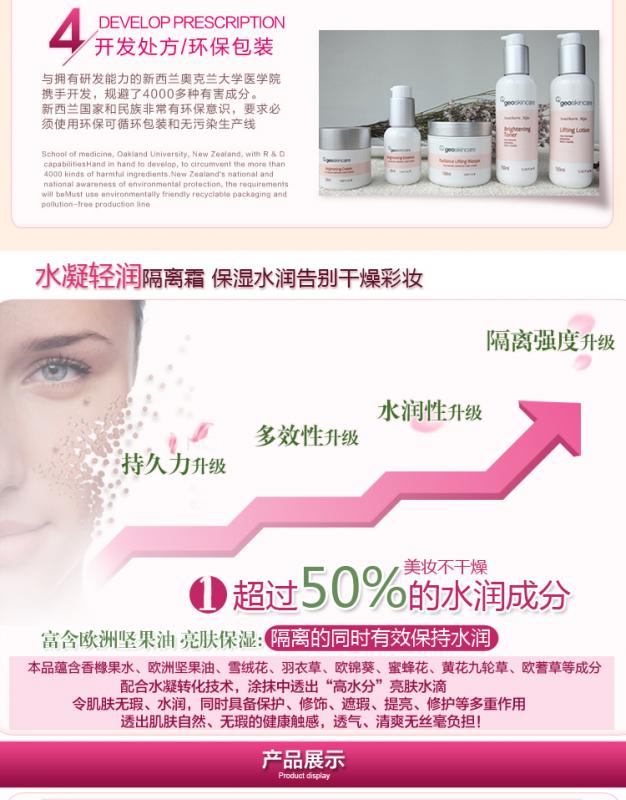 4 DEVELOP PRESCRIPTION
开发处方/环保包装
与拥有研发能力的新西兰奥克兰大学医学院
携手开发，规避了4000多种有害成分。
新西兰国家和民族非常有环保意识，要求必
须使用环保可循环包装和无污染生产线
School of medicine, Oakland University, New Zealand, with R & D
capabilitiesHand in hand to develop, to circumvent the more than
4000 kinds of harmful ingredients.New Zealand's national and
national awareness of environmental protection, the requirements
will beMust use environmentally friendly recyclable packaging and
pollution-free production line
geoskincare
geoskincare
geoskincare
Radiance Lifting Masque
geoskincare
Brightening
Toner
geoskincare
Lifting Lotion
水凝轻润隔离霜 保湿水润告别干燥彩妆
隔离强度升级
水润性升级
多效性升级
持久力升级
美妆不干燥
1 超过50%的水润成分
富含欧洲坚果油 亮肤保湿: 隔离的同时有效保持水润
本品蕴含香橼果水、欧洲坚果油、雪绒花、羽衣草、欧锦葵、蜜蜂花、黄花九轮草、欧蓍草等成分
配合水凝转化技术，涂抹中透出“高水分”亮肤水滴
令肌肤无瑕、水润，同时具备保护、修饰、遮瑕、提亮、修护等多重作用
透出肌肤自然、无瑕的健康触感，透气、清爽无丝毫负担！
产品展示
Product display